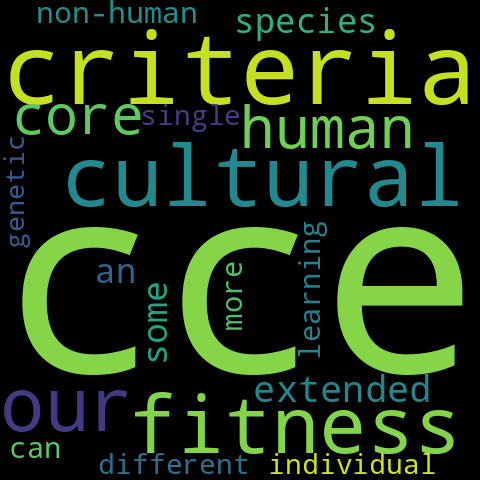 non-human
species
criteria
core
single
human
genetic
cultural
cce
an
some
more
learning
our
extended
fitness
can
different
individual